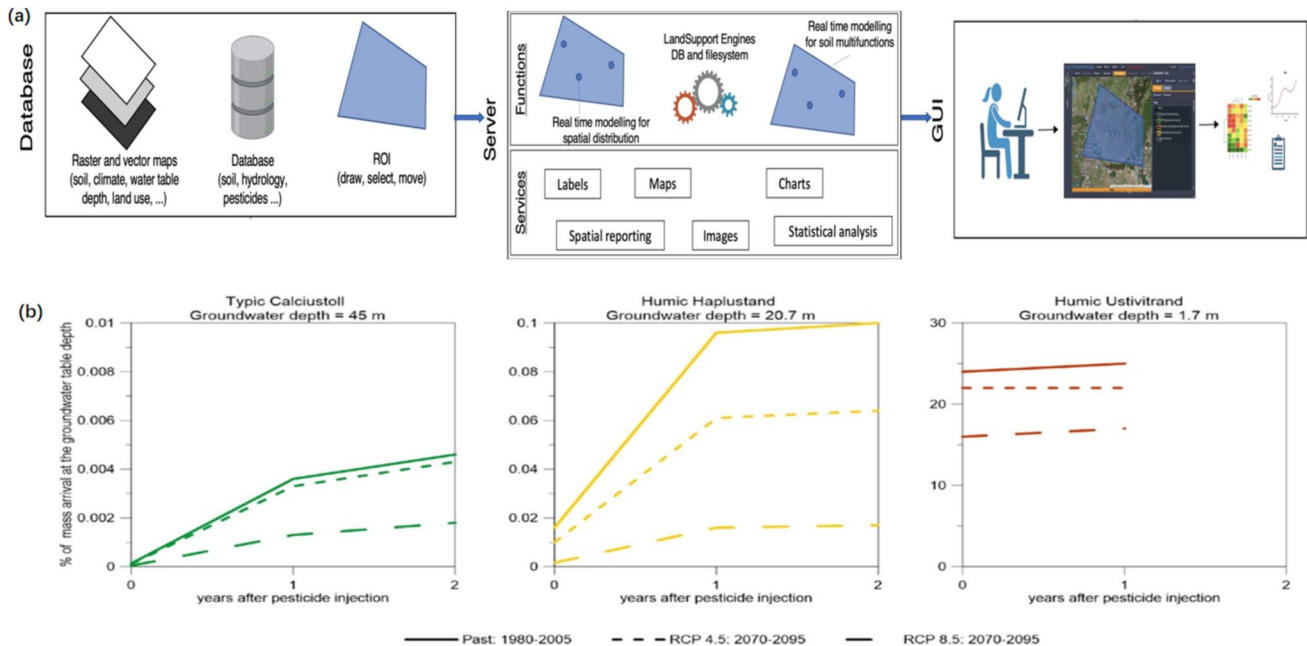 (a)
Database
Raster and vector maps
(soil, climate, water table
depth, land use, ...)
Database
(soil, hydrology,
pesticides ...)
ROI
(draw, select, move)
Server
Functions
Real time modelling for
spatial distribution
LandSupport Engines
DB and filesystem
Real time modelling
for soil multifunctions
Services
Labels
Maps
Charts
Spatial reporting
Images
Statistical analysis
GUI
(b)
% of mass arrival at the groundwater table depth
Typic Calciustoll
Groundwater depth = 45 m
0.01
0.008
0.006
0.004
0.002
0
0
1
2
years after pesticide injection
Humic Haplustand
Groundwater depth = 20.7 m
0.1
0.08
0.06
0.04
0.02
0
0
1
2
years after pesticide injection
Humic Ustivitrand
Groundwater depth = 1.7 m
30
20
10
0
0
1
2
years after pesticide injection
Past: 1980-2005
RCP 4.5: 2070-2095
RCP 8.5: 2070-2095